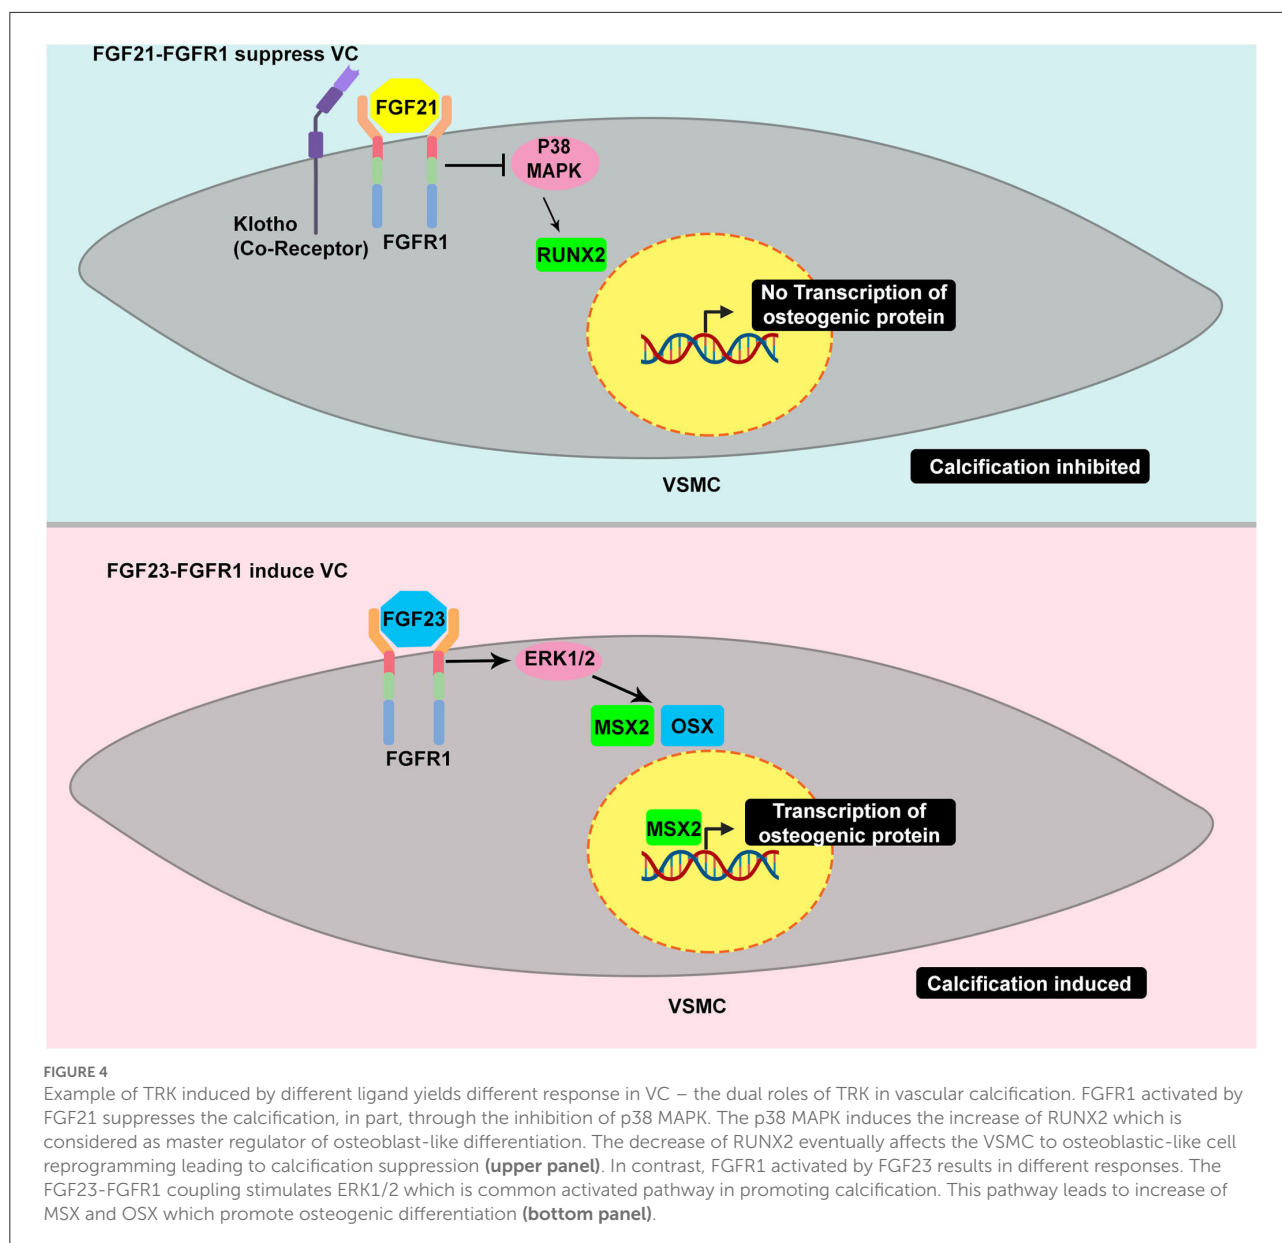 FGF21-FGFR1 suppress VC
FGF21
P38
MAPK
Klotho
(Co-Receptor)
FGFR1
RUNX2
No Transcription of
osteogenic protein
Calcification inhibited
VSMC
FGF23-FGFR1 induce VC
FGF23
ERK1/2
MSX2
OSX
FGFR1
MSX2
Transcription of
osteogenic protein
Calcification induced
VSMC
FIGURE 4
Example of TRK induced by different ligand yields different response in VC – the dual roles of TRK in vascular calcification. FGFR1 activated by
FGF21 suppresses the calcification, in part, through the inhibition of p38 MAPK. The p38 MAPK induces the increase of RUNX2 which is
considered as master regulator of osteoblast-like differentiation. The decrease of RUNX2 eventually affects the VSMC to osteoblastic-like cell
reprogramming leading to calcification suppression (upper panel). In contrast, FGFR1 activated by FGF23 results in different responses. The
FGF23-FGFR1 coupling stimulates ERK1/2 which is common activated pathway in promoting calcification. This pathway leads to increase of
MSX and OSX which promote osteogenic differentiation (bottom panel).